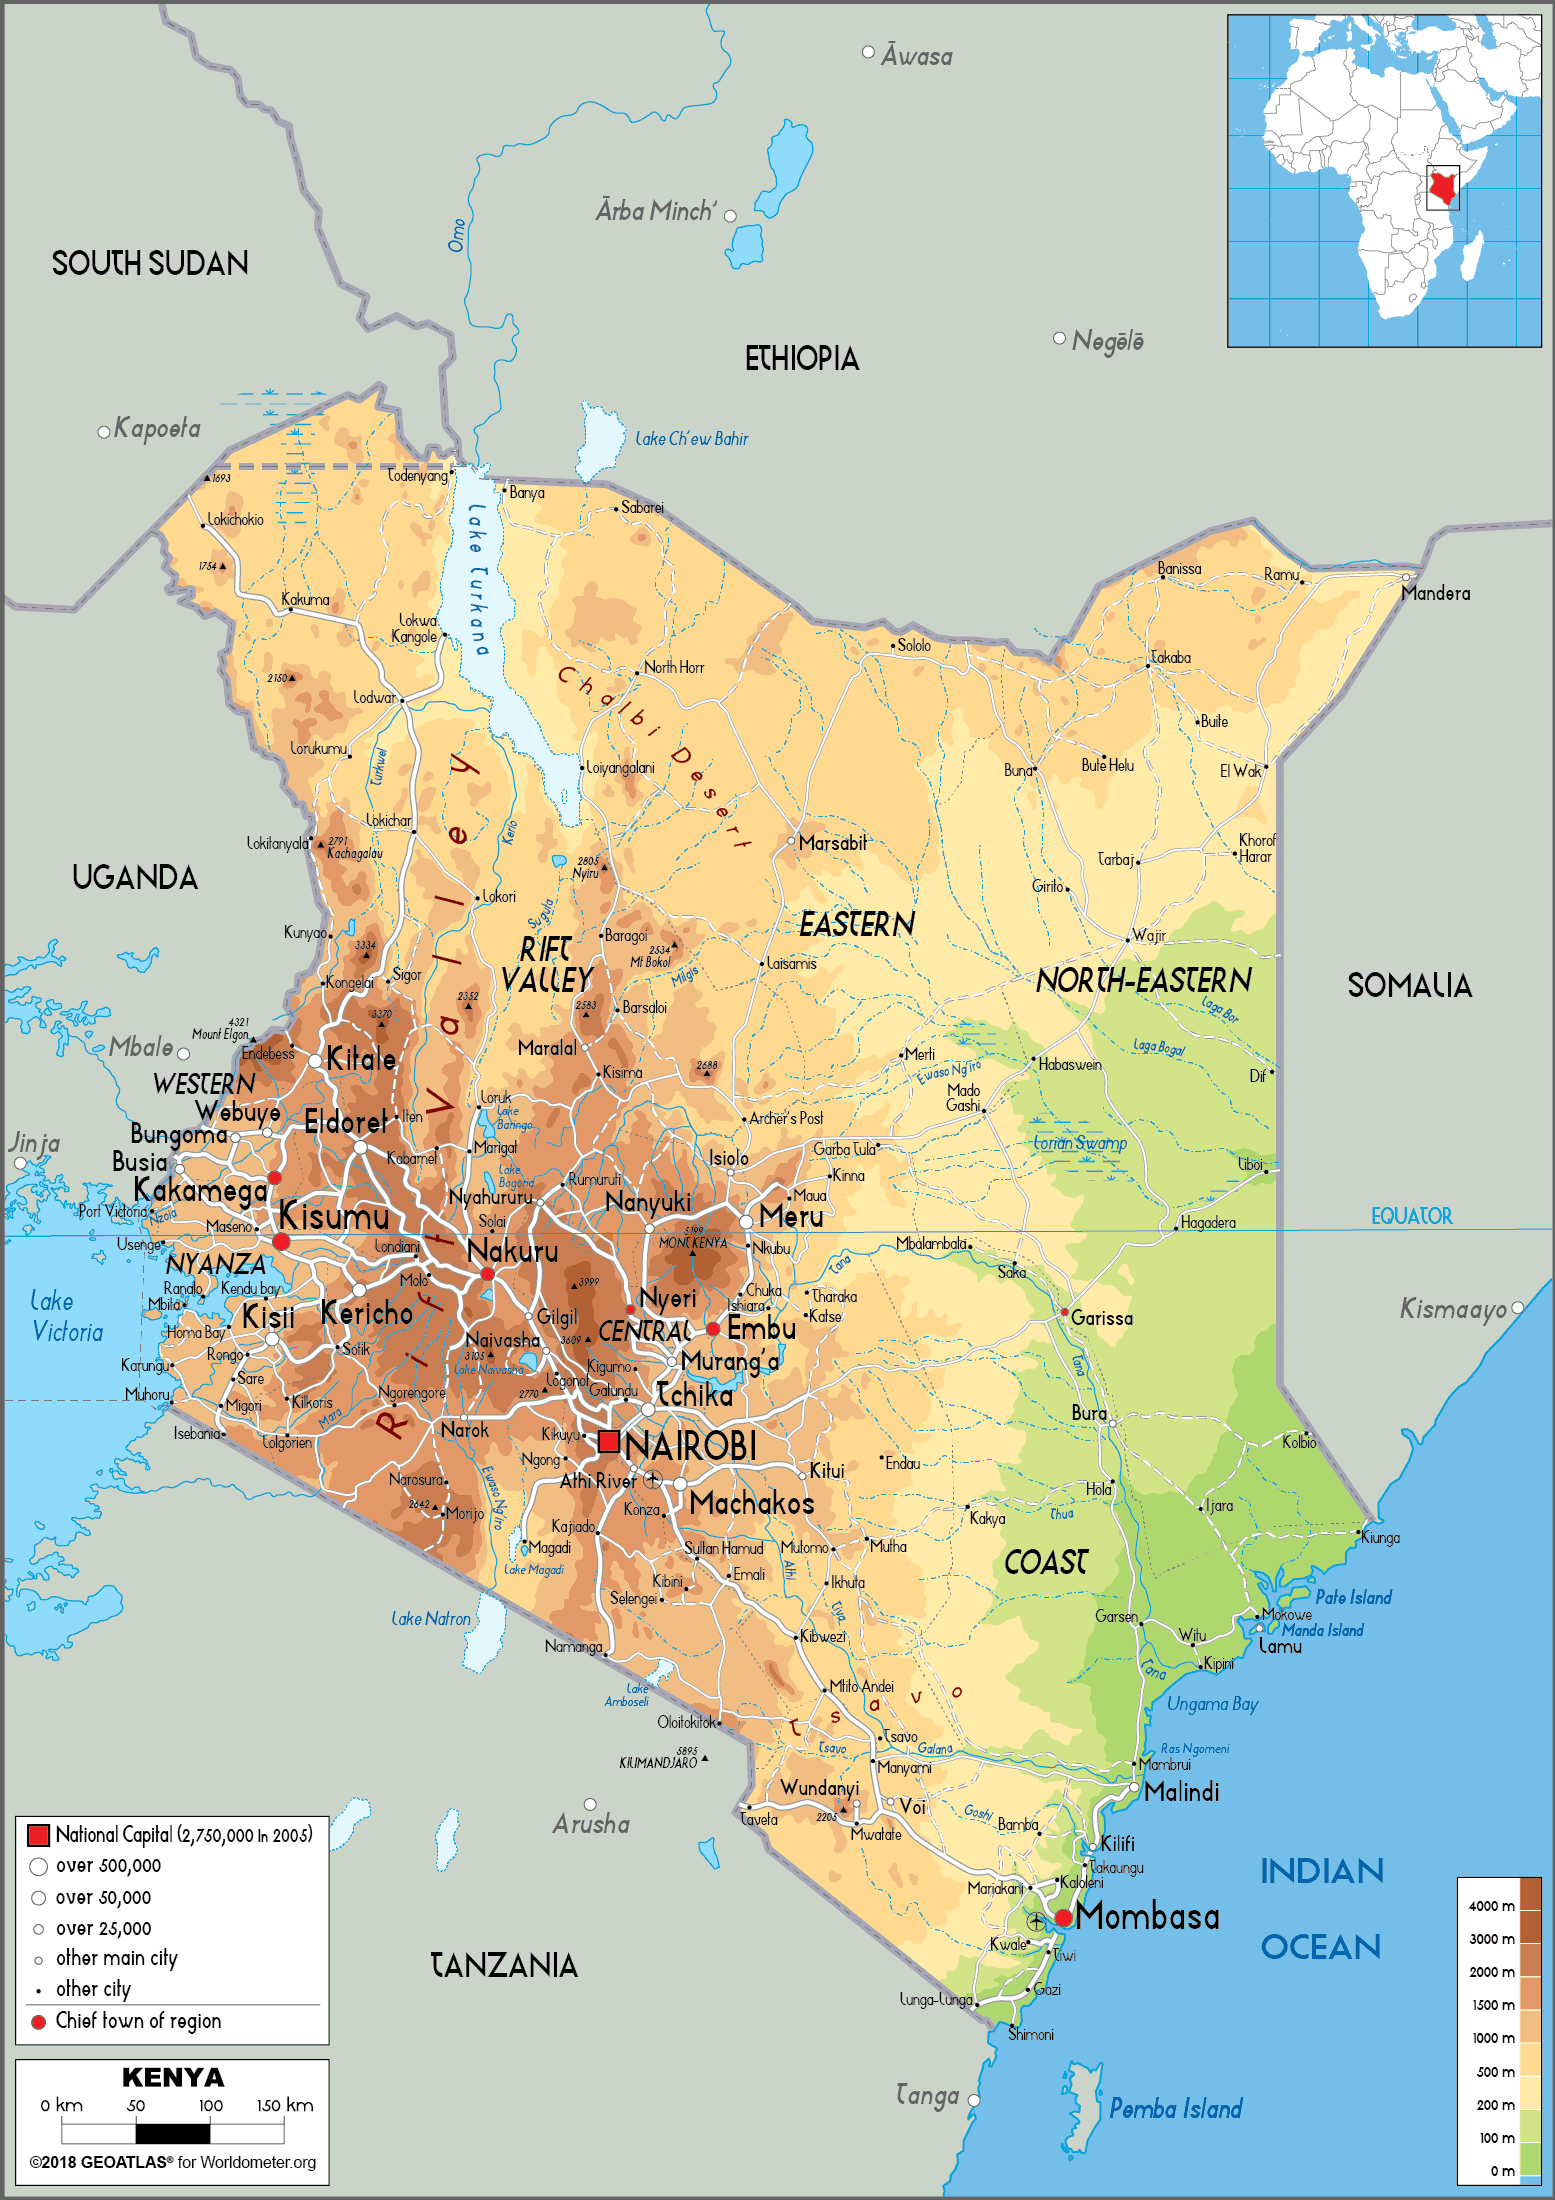 Āwasa
Ārba Minch'
Omo
SOUTH SUDAN
ETHIOPIA
Negēlē
Kapoeta
Lake Ch'ew Bahir
1693
Todenyang
Banya
Sabarei
Lokichokio
Lake Turkana
1754
Banissa
Ramu
Mandera
Kakuma
Lokwa
Kangole
Sololo
Takaba
2150
North Horr
Chalbi Desert
Lodwar
Buite
Lorukumu
Turkwel
Loiyangalani
Buna
Bute Helu
El Wak
Lokichar
Kerio
Lokitanyala
2791
Kachagalau
Marsabit
Khorof
Harar
Tarbaj
2805
Nyiru
UGANDA
Girito
Lokori
Suguta
EASTERN
Kunyao
3334
RIFT
VALLEY
Baragoi
2534
Mt Bokol
Wajir
Laisamis
Milgis
NORTH-EASTERN
SOMALIA
Kongelai
Sigor
2352
2583
Barsaloi
Laga Bor
3370
4321
Mount Elgon
Mbale
Endebess
Kitale
Maralal
Laga Bogal
Merli
Ewaso Ng'iro
Habaswein
2688
Kisima
Dif
WESTERN
Mado
Gashi
Webuye
Eldoret
Iten
Loruk
Lake
Baringo
Archer's Post
Bungoma
Jinja
Lorian Swamp
Busia
Kabarnet
Marigat
Isiolo
Garba Tula
Liboi
Lake
Bogoria
Rumuruti
Kinna
Kakamega
Nyahururu
Nanyuki
Maua
Port Victoria
Nzoia
Maseno
Kisumu
Solai
Meru
Hagadera
EQUATOR
Usenge
Londiani
Nakuru
5199
MONT KENYA
Nkubu
Mbalambala
NYANZA
Tana
Saka
Ranalo
Kendu bay
Molo
3999
Chuka
Tharaka
Mbita
Kericho
Nyeri
Ishiara
Katse
Lake
Victoria
Kisii
Gilgil
CENTRAL
Embu
Garissa
Kismaayo
Homa Bay
Naivasha
3609
Rongo
Sotik
3105
Lake Naivasha
Murang'a
Karungu
Kigumo
Tana
Sare
Longonot
Muhoru
Kilkoris
Ngorengore
2770
Gatundu
Tchika
Migori
Mara
Bura
Isebania
Lolgorien
Narok
Kikuyu
NAIROBI
Kolbio
Ngong
Narosura
Athi River
Kitui
Endau
Ewaso Ng'iro
Hola
2642
Morijo
Machakos
Ijara
Konza
Kakya
Thua
Kajiado
Kiunga
Magadi
Sultan Hamud
Mutomo
Mutha
Lake Magadi
Athi
COAST
Kibini
Emali
Ikhuta
Selengei
Tiva
Pate Island
Lake Natron
Garsen
Mokowe
Manda Island
Namanga
Kibwezi
Witu
Lamu
Tana
Kipini
Lake
Amboseli
Mtito Andei
Tsavo
Ungama Bay
Oloitokitok
Tsavo
Tsavo
Galana
Ras Ngomeni
5895
KILIMANDJARO
Manyami
Mambrui
Wundanyi
Malindi
Arusha
Voi
Taveta
2205
Goshi
Mwatate
Bamba
Kilifi
Takaungu
Marjakani
Kaloleni
INDIAN
OCEAN
Mombasa
Kwale
Tiwi
TANZANIA
Gazi
Lunga-Lunga
Shimoni
Tanga
Pemba Island
Rift Valley
National Capital (2,750,000 In 2005)
over 500,000
over 50,000
over 25,000
other main city
other city
Chief town of region
KENYA
0 km 50 100 150 km
©2018 GEOATLAS® for Worldometer.org
4000 m
3000 m
2000 m
1500 m
1000 m
500 m
200 m
100 m
0 m